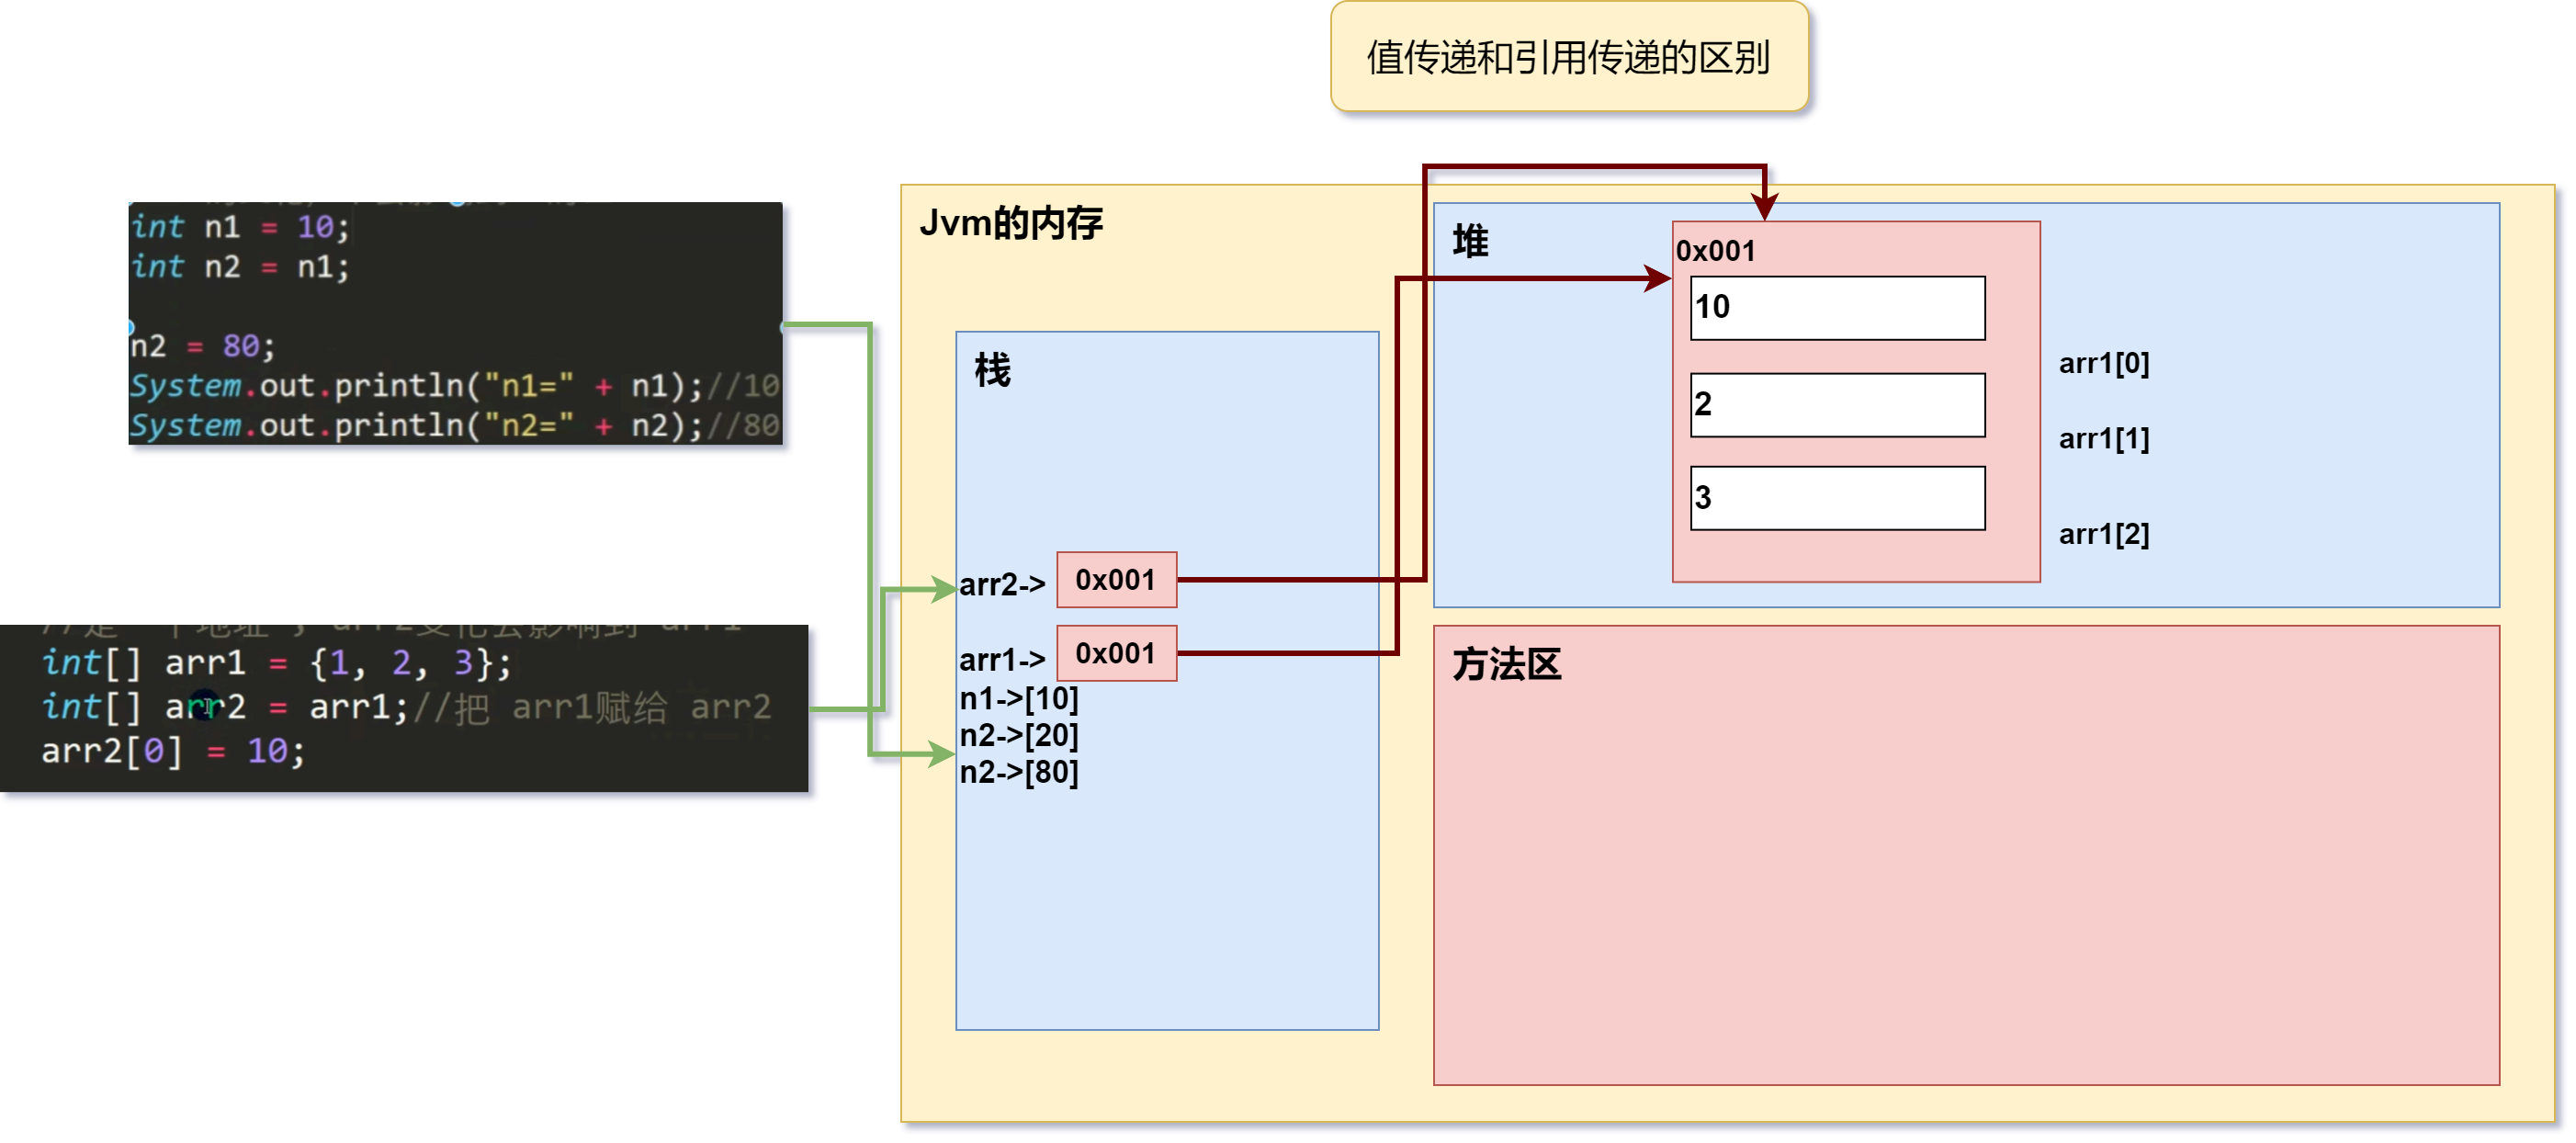 值传递和引用传递的区别
int n1 = 10;
int n2 = n1;
n2 = 80;
System.out.println("n1=" + n1);//10
System.out.println("n2=" + n2);//80
int[] arr1 = {1, 2, 3};
int[] arr2 = arr1;//把 arr1赋给 arr2
arr2[0] = 10;
Jvm的内存
栈
arr2->
0x001
arr1->
0x001
n1->[10]
n2->[20]
n2->[80]
堆
0x001
10
2
3
arr1[0]
arr1[1]
arr1[2]
方法区